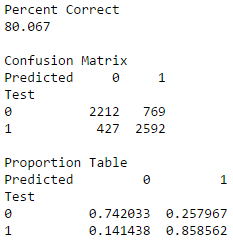 Percent Correct
80.067
Confusion Matrix
Predicted 0 1
Test
0 2212 769
1 427 2592
Proportion Table
Predicted 0 1
Test
0 0.742033 0.257967
1 0.141438 0.858562